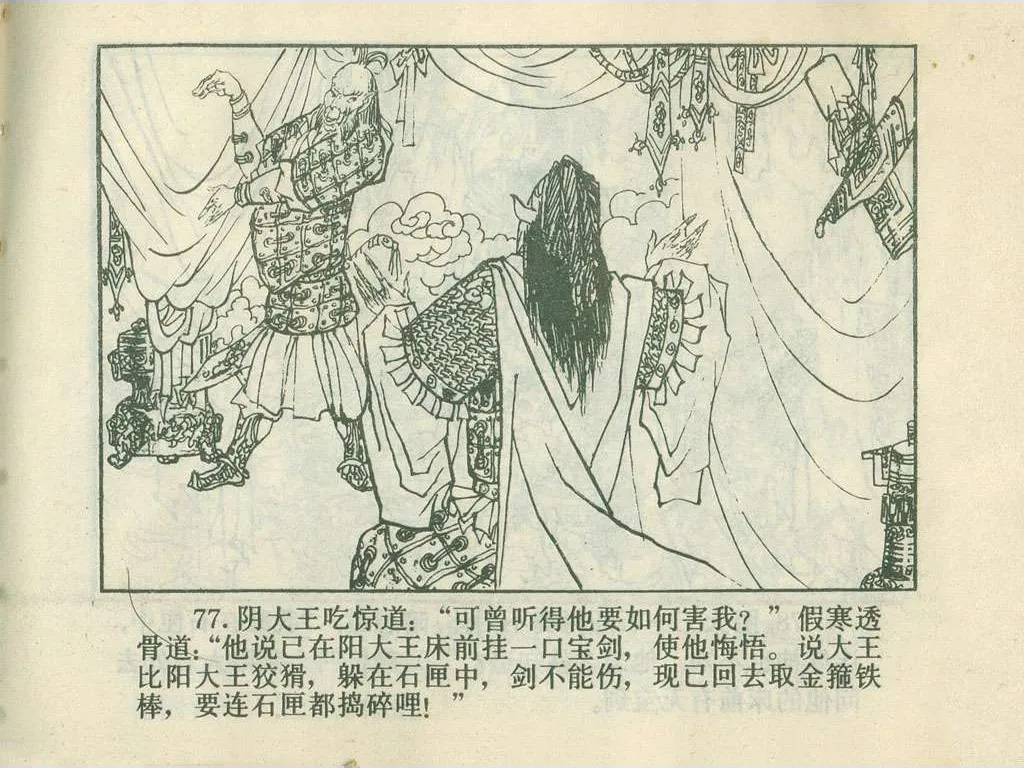 77. 阴大王吃惊道：“可曾听得他要如何害我？”假寒透
骨道：“他说已在阳大王床前挂一口宝剑，使他悔悟。说大王
比阳大王狡猾，躲在石匣中，剑不能伤，现已回去取金箍铁
棒，要连石匣都捣碎哩！”